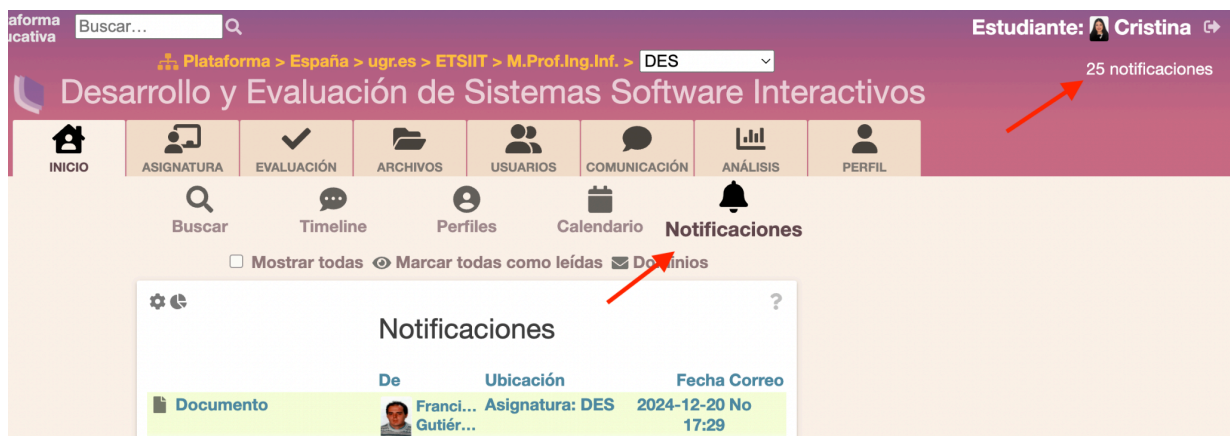 aforma
ucativa
Buscar...
Estudiante: Cristina
Plataforma > España > ugr.es > ETSIIT > M.Prof.Ing.Inf. > DES
25 notificaciones
Desarrollo y Evaluación de Sistemas Software Interactivos
INICIO ASIGNATURA EVALUACIÓN ARCHIVOS USUARIOS COMUNICACIÓN ANÁLISIS PERFIL
Buscar Timeline Perfiles Calendario Notificaciones
Mostrar todas Marcar todas como leídas Dominios
?
Notificaciones
De Ubicación Fecha Correo
Documento Franci... Asignatura: DES 2024-12-20 No
Gutiér... 17:29